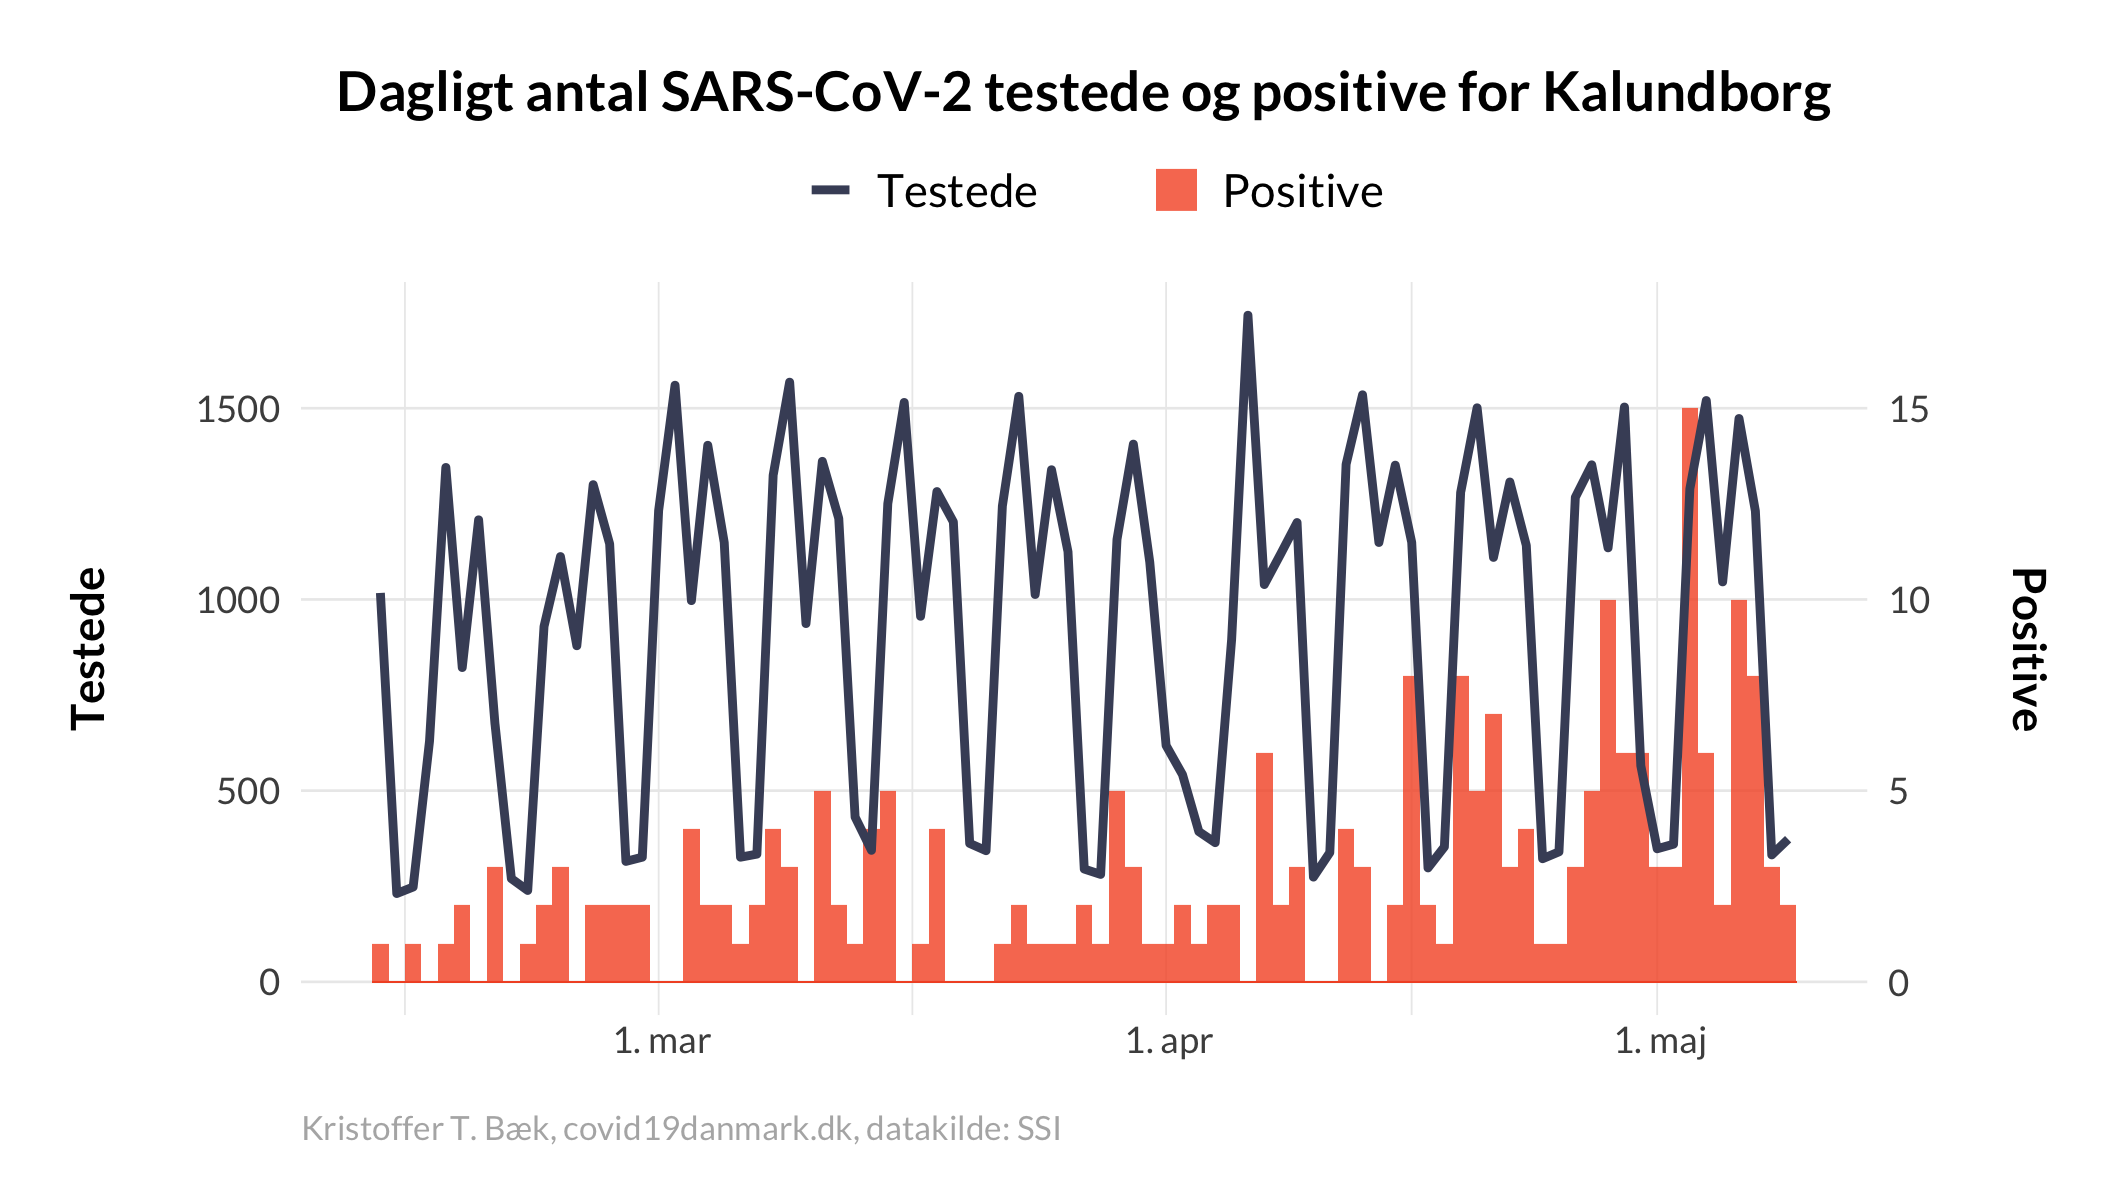 Dagligt antal SARS-CoV-2 testede og positive for Kalundborg
Testede Positive
Testede
1500
1000
500
0
15
10
5
0
Positive
1. mar 1. apr 1. maj
Kristoffer T. Bæk, covid19danmark.dk, datakilde: SSI